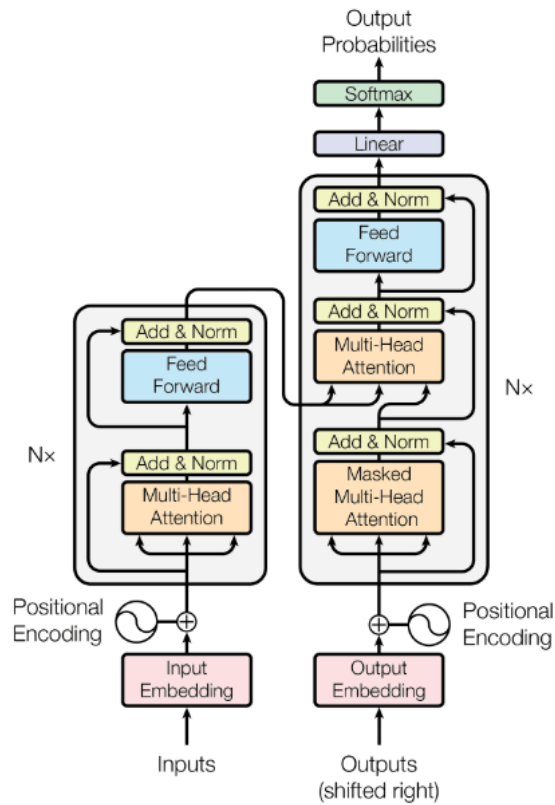 Output
Probabilities
Softmax
Linear
Add & Norm
Feed
Forward
Add & Norm
Multi-Head
Attention
Add & Norm
Masked
Multi-Head
Attention
N×
Add & Norm
Feed
Forward
Add & Norm
Multi-Head
Attention
N×
Positional
Encoding
Positional
Encoding
Input
Embedding
Output
Embedding
Inputs
Outputs
(shifted right)